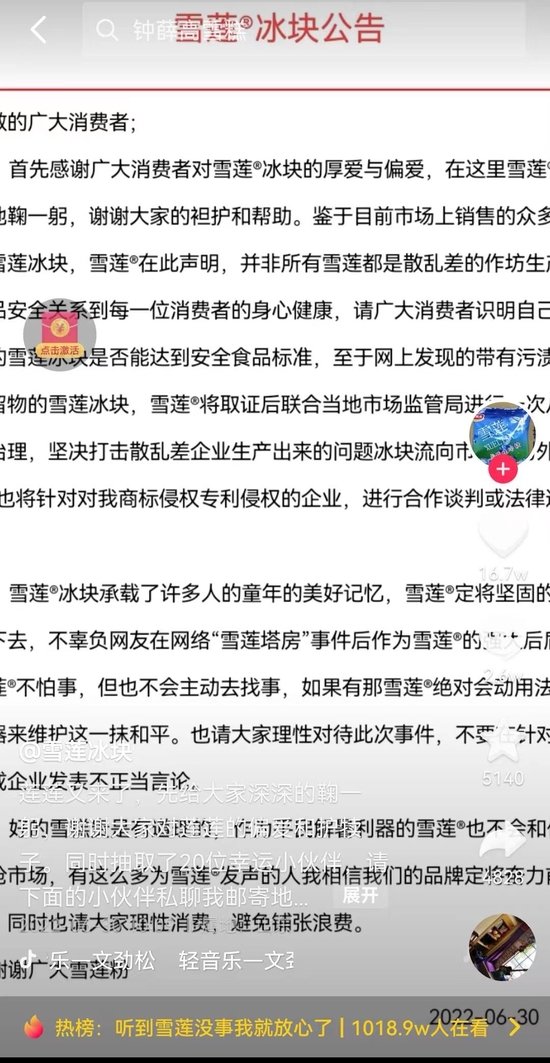 钟薛高雪糕
雪莲®冰块公告
的广大消费者；
首先感谢广大消费者对雪莲®冰块的厚爱与偏爱，在这里雪莲®
鞠一躬，谢谢大家的袒护和帮助。鉴于目前市场上销售的众多
雪莲冰块，雪莲®在此声明，并非所有雪莲都是散乱差的作坊生产
品安全关系到每一位消费者的身心健康，请广大消费者识明自己
点击激活
的雪莲冰块是否能达到安全食品标准，至于网上发现的带有污渍
留物的雪莲冰块，雪莲®将取证后联合当地市场监管局进行一次
治理，坚决打击散乱差企业生产出来的问题冰块流向市
也将针对对我商标侵权专利侵权的企业，进行合作谈判或法律
16.7w
雪莲®冰块承载了许多人的童年的美好记忆，雪莲®定将坚固的
下去，不辜负网友在网络“雪莲塔房”事件后作为雪莲®的强大后
2.6w
莲®不怕事，但也不会主动去找事，如果有那雪莲®绝对会动用法
器来维护这一抹和平。也请大家理性对待此次事件，不要在针对
@雪莲冰块
5140
或企业发表不正当言论。
莲莲又来了，先给大家深深的鞠一
躬，谢谢大家对莲莲的偏爱和
好的雪糕
利器的雪莲®也不会和
子，同时抽取了20位幸运小伙伴，请
4828
抢市场，有这么多为雪莲®发声的人我相信我们的品牌定将奋力
下面的小伙伴私聊我邮寄地...
展开
同时也请大家理性消费，避免铺张浪费。
乐—文劲松 轻音乐—文
谢广大雪莲粉
2022-06-30
热榜：听到雪莲没事我就放心了 | 1018.9w人在看